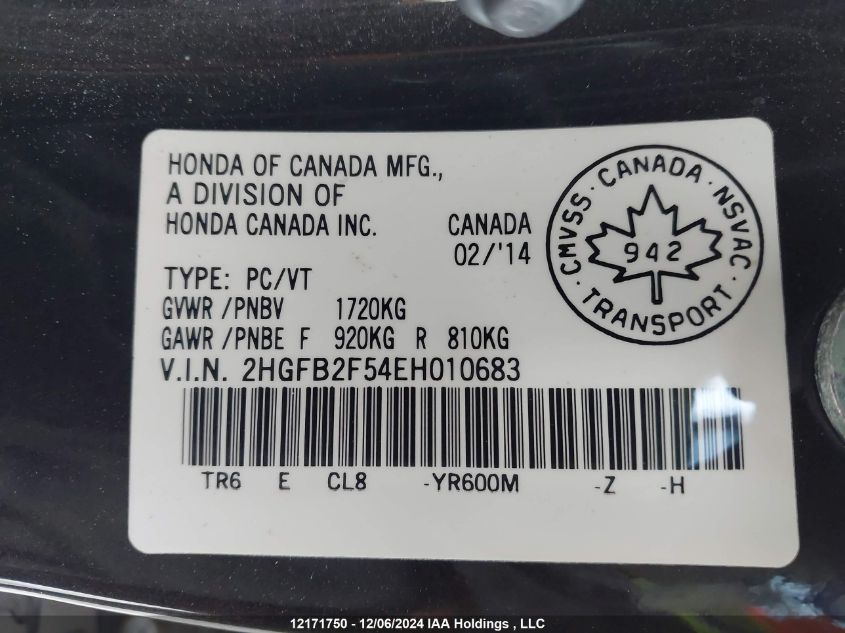 HONDA OF CANADA MFG.,
A DIVISION OF
HONDA CANADA INC.
CANADA
02/'14
TYPE: PC/VT
GVWR /PNBV 1720KG
GAWR /PNBE F 920KG R 810KG
V.I.N. 2HGFB2F54EH010683
TR6 E CL8 -YR600M -Z -H
CMVSS · CANADA · NSVAC
942
· TRANSPORT ·
12171750 - 12/06/2024 IAA Holdings , LLC